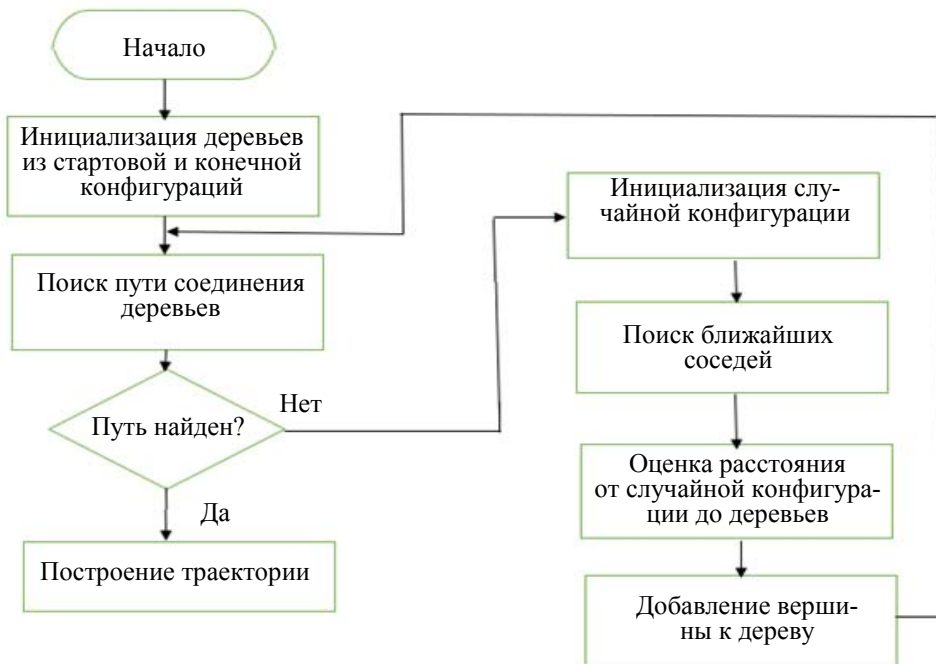 Начало
Инициализация деревьев
из стартовой и конечной
конфигураций
Поиск пути соединения
деревьев
Путь найден?
Нет
Да
Построение траектории
Инициализация слу-
чайной конфигурации
Поиск ближайших
соседей
Оценка расстояния
от случайной конфигура-
ции до деревьев
Добавление верши-
ны к дереву